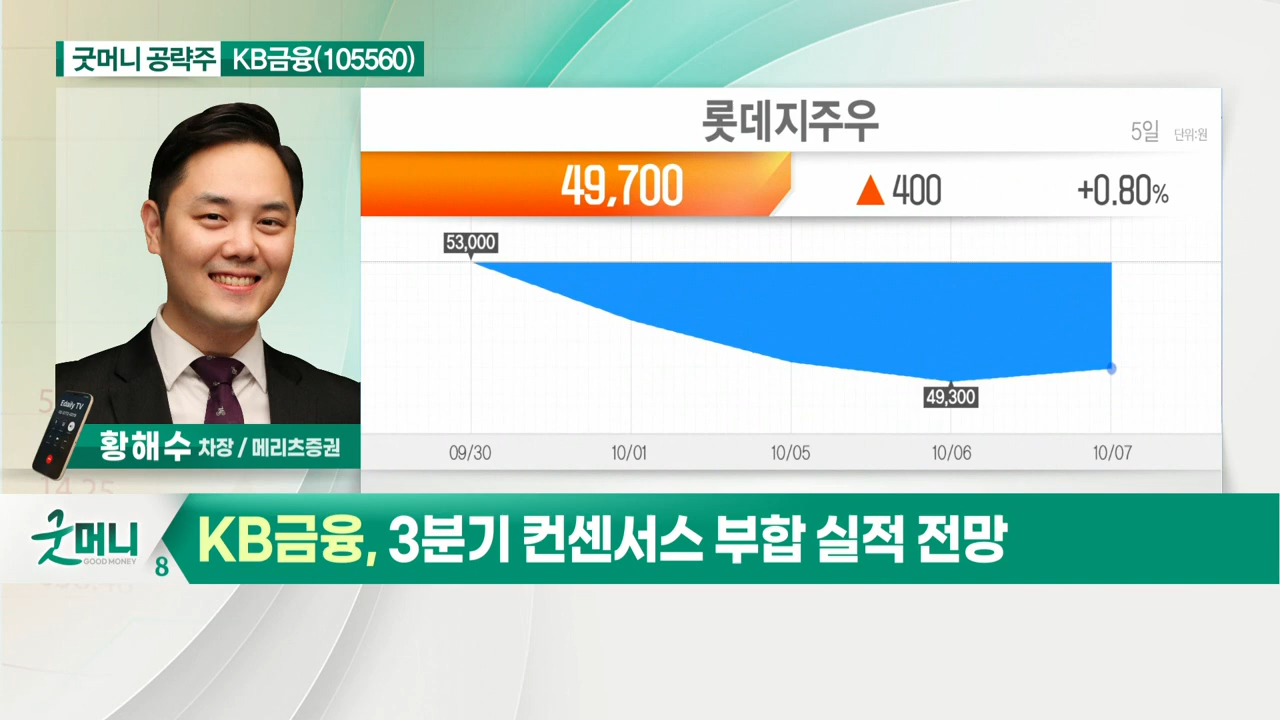 굿머니 공략주 KB금융(105560)
롯데지주우
5일 단위:원
49,700 ▲ 400 +0.80%
53,000
49,300
09/30 10/01 10/05 10/06 10/07
Edaily TV
황해수 차장 / 메리츠증권
14.25
굿머니
GOOD MONEY
8
KB금융, 3분기 컨센서스 부합 실적 전망